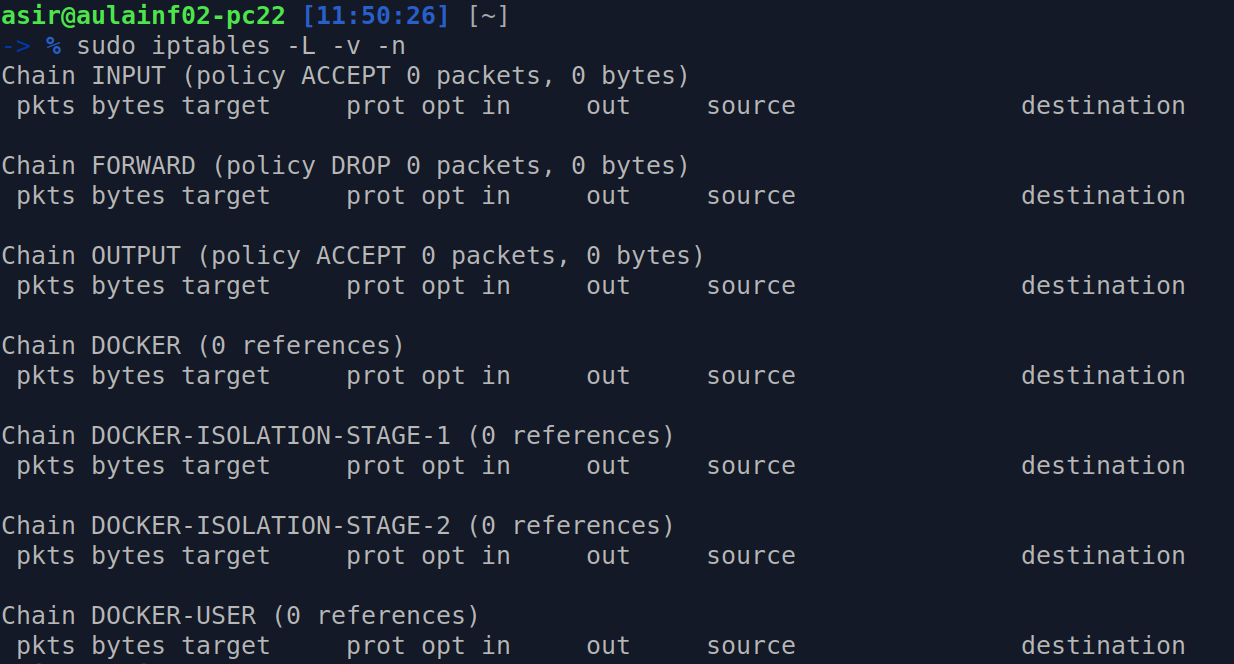 asir@aulainf02-pc22 [11:50:26] [~]
-> % sudo iptables -L -v -n
Chain INPUT (policy ACCEPT 0 packets, 0 bytes)
 pkts bytes target     prot opt in     out     source               destination

Chain FORWARD (policy DROP 0 packets, 0 bytes)
 pkts bytes target     prot opt in     out     source               destination

Chain OUTPUT (policy ACCEPT 0 packets, 0 bytes)
 pkts bytes target     prot opt in     out     source               destination

Chain DOCKER (0 references)
 pkts bytes target     prot opt in     out     source               destination

Chain DOCKER-ISOLATION-STAGE-1 (0 references)
 pkts bytes target     prot opt in     out     source               destination

Chain DOCKER-ISOLATION-STAGE-2 (0 references)
 pkts bytes target     prot opt in     out     source               destination

Chain DOCKER-USER (0 references)
 pkts bytes target     prot opt in     out     source               destination